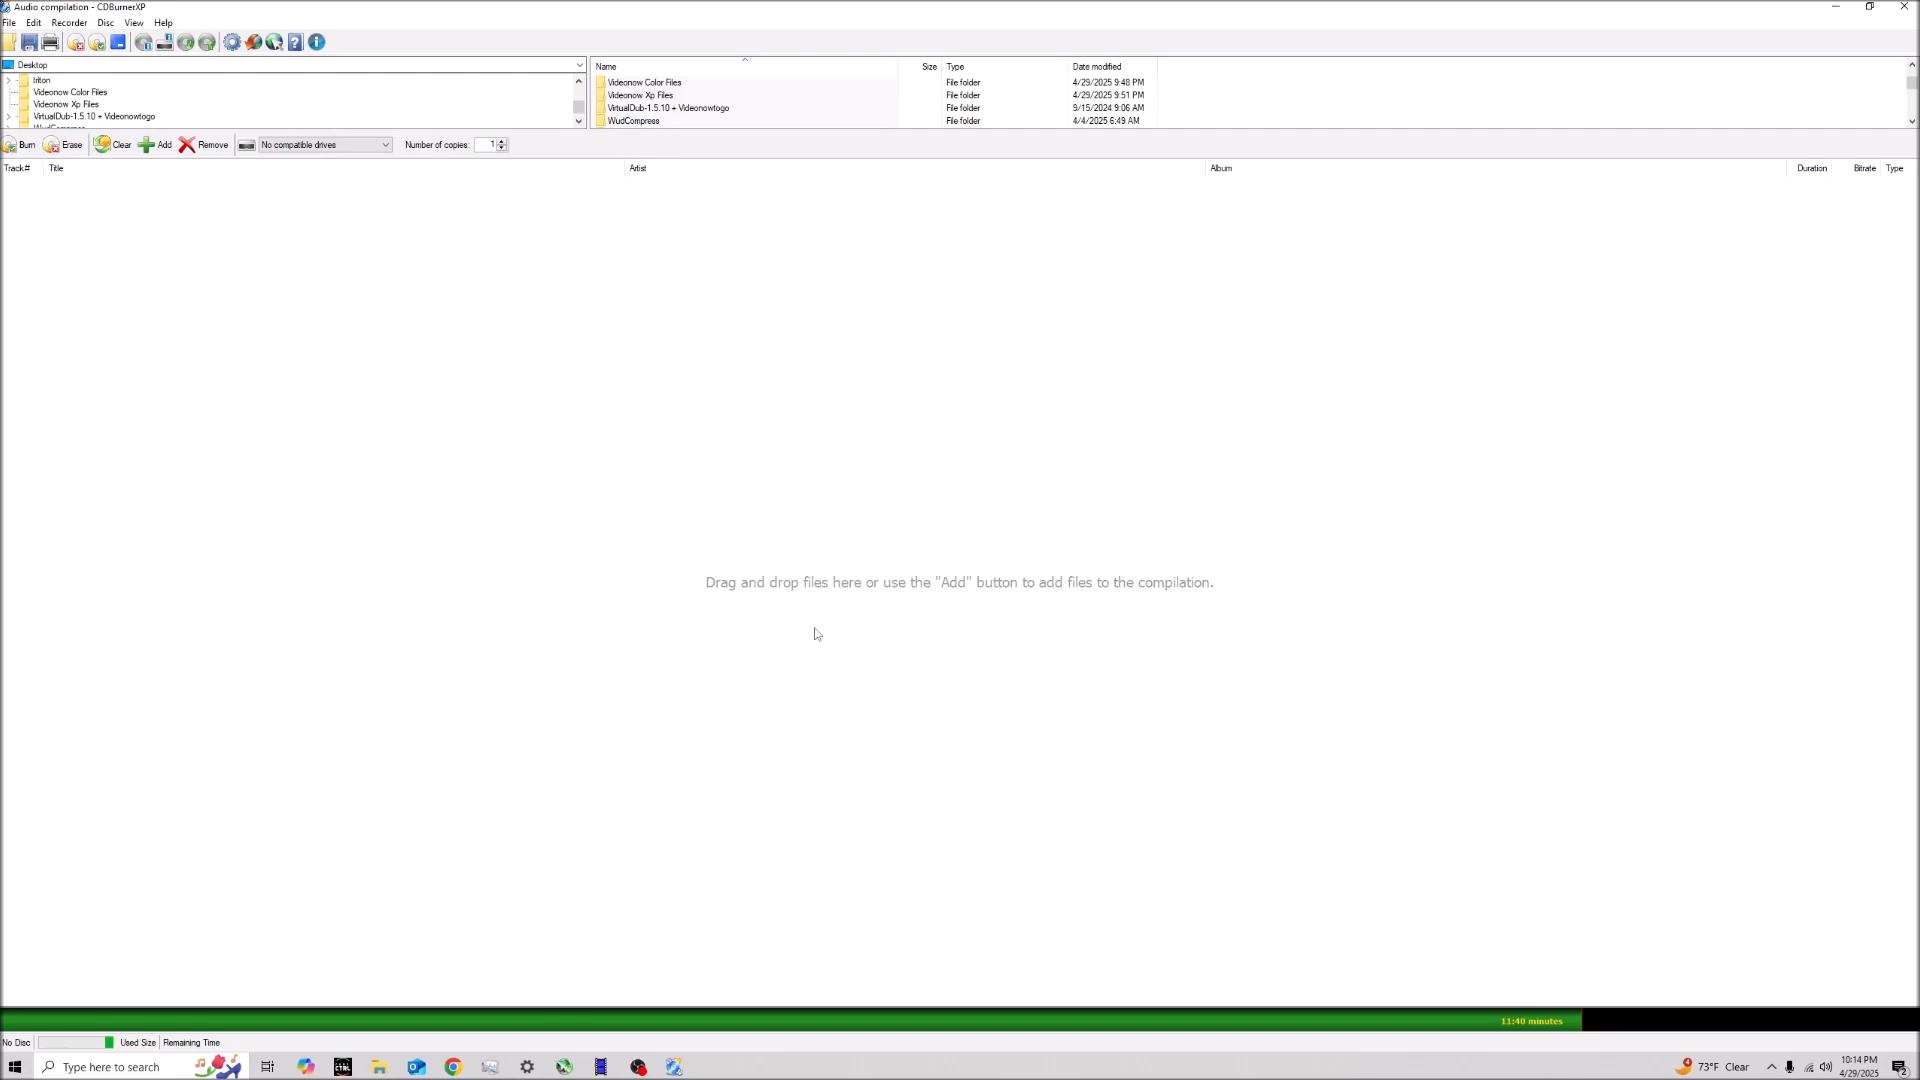 Audio compilation - CDBurnerXP
File Edit Recorder Disc View Help
Desktop
triton
Videonow Color Files
Videonow Xp Files
VirtualDub-1.5.10 + Videonowtogo
Name Size Type Date modified
Videonow Color Files File folder 4/29/2025 9:48 PM
Videonow Xp Files File folder 4/29/2025 9:51 PM
VirtualDub-1.5.10 + Videonowtogo File folder 9/15/2024 9:06 AM
WudCompress File folder 4/4/2025 6:49 AM
Burn Erase Clear Add Remove No compatible drives Number of copies: 1
Track# Title Artist Album Duration Bitrate Type
Drag and drop files here or use the "Add" button to add files to the compilation.
11:40 minutes
No Disc Used Size Remaining Time
Type here to search 73°F Clear 10:14 PM
4/29/2025